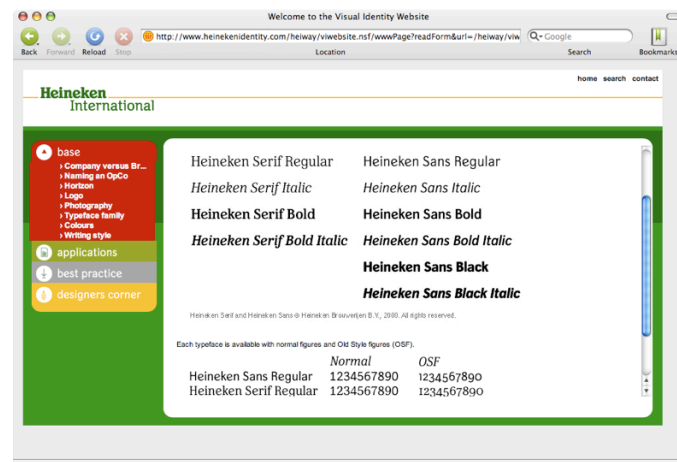 Welcome to the Visual Identity Website
http://www.heinekenidentity.com/heiway/viwebsite.nsf/wwwPage?readForm&url=/heiway/viw
Google
Back Forward Reload Stop Location Search Bookmarks
home search contact
Heineken
International
base
› Company versus Br...
› Naming an OpCo
› Horizon
› Logo
› Photography
› Typeface family
› Colours
› Writing style
applications
best practice
designers corner
Heineken Serif Regular Heineken Sans Regular
Heineken Serif Italic Heineken Sans Italic
Heineken Serif Bold Heineken Sans Bold
Heineken Serif Bold Italic Heineken Sans Bold Italic
Heineken Sans Black
Heineken Sans Black Italic
Heineken Serif and Heineken Sans © Heineken Brouwerijen B.V., 2000. All rights reserved.
Each typeface is available with normal figures and Old Style figures (OSF).
Normal OSF
Heineken Sans Regular 1234567890 1234567890
Heineken Serif Regular 1234567890 1234567890